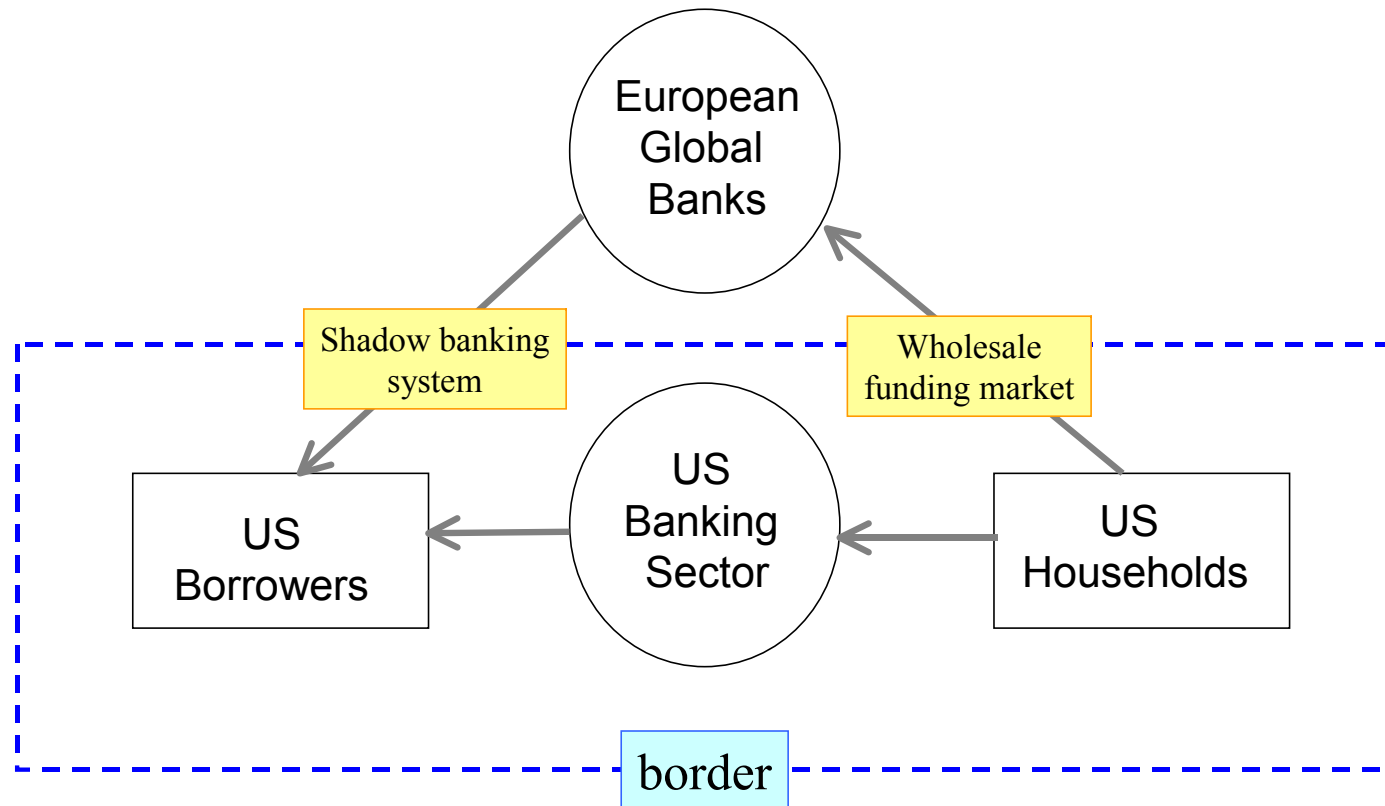 European
Global
Banks
Shadow banking
system
Wholesale
funding market
US
Borrowers
US
Banking
Sector
US
Households
border